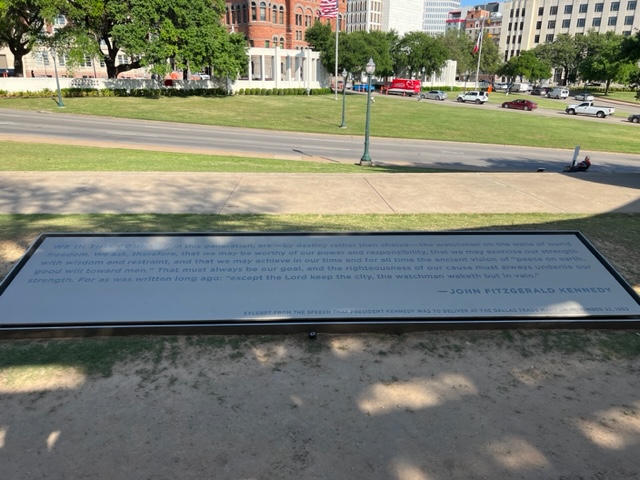 this generation, are—by destiny rather than choice—the watchmen on the walls of world
freedom. We ask, therefore, that we may be worthy of our power and responsibility, that we may exercise our strength
with wisdom and restraint, and that we may achieve in our time and for all time the ancient vision of "peace on earth,
good will toward men." That must always be our goal, and the righteousness of our cause must always underlie our
strength. For as was written long ago: "except the Lord keep the city, the watchman waketh but in vain."
—JOHN FITZGERALD KENNEDY
EXCERPT FROM THE SPEECH THAT PRESIDENT KENNEDY WAS TO DELIVER AT THE DALLAS TRADE